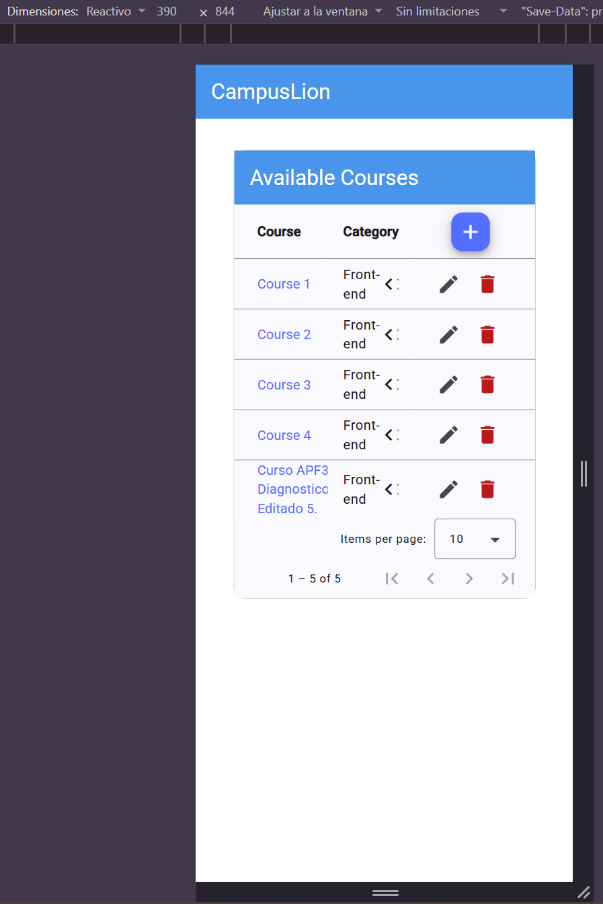 Dimensiones: Reactivo 390 × 844 Ajustar a la ventana Sin limitaciones "Save-Data": pr
CampusLion
Available Courses
Course Category
Course 1 Front-
end
Course 2 Front-
end
Course 3 Front-
end
Course 4 Front-
end
Curso APF3
Diagnostico
Editado 5.
Front-
end
Items per page: 10
1 – 5 of 5